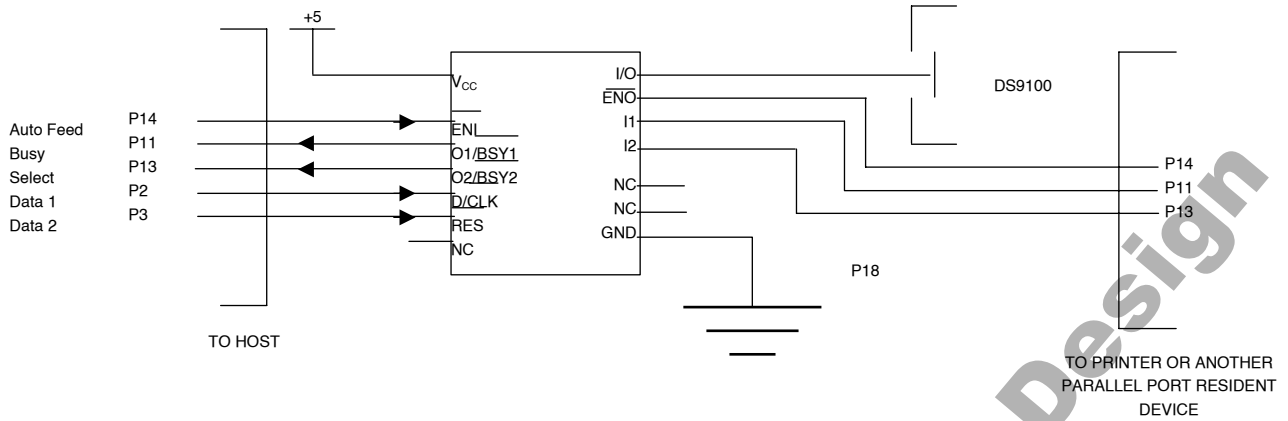 +5
Auto Feed P14
Busy P11
Select P13
Data 1 P2
Data 2 P3
TO HOST
VCC
ENI
O1/BSY1
O2/BSY2
D/CLK
RES
NC
I/O
ENO
I1
I2
NC
NC
GND
DS9100
P14
P11
P13
P18
TO PRINTER OR ANOTHER
PARALLEL PORT RESIDENT
DEVICE
Design